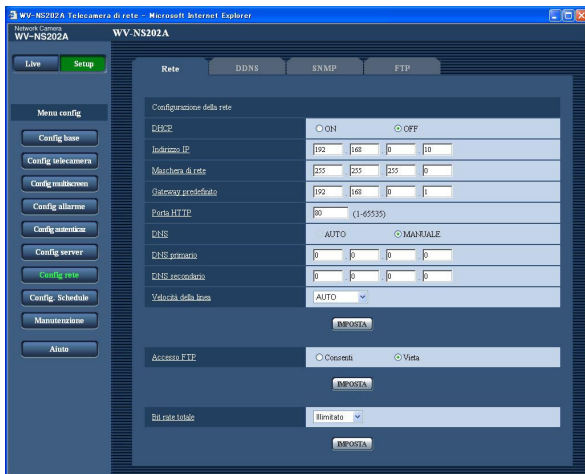 WV-NS202A Telecamera di rete - Microsoft Internet Explorer
Network Camera
WV-NS202A
WV-NS202A
Live
Setup
Rete
DDNS
SNMP
FTP
Menu config
Config base
Config telecamera
Config multiscreen
Config allarme
Config autenticaz
Config server
Config rete
Config. Schedule
Manutenzione
Aiuto
Configurazione della rete
DHCP ON OFF
Indirizzo IP 192 . 168 . 0 . 10
Maschera di rete 255 . 255 . 255 . 0
Gateway predefinito 192 . 168 . 0 . 1
Porta HTTP 80 (1-65535)
DNS AUTO MANUALE
DNS primario 0 . 0 . 0 . 0
DNS secondario 0 . 0 . 0 . 0
Velocità della linea AUTO
IMPOSTA
Accesso FTP Consenti Vieta
IMPOSTA
Bit rate totale Illimitato
IMPOSTA